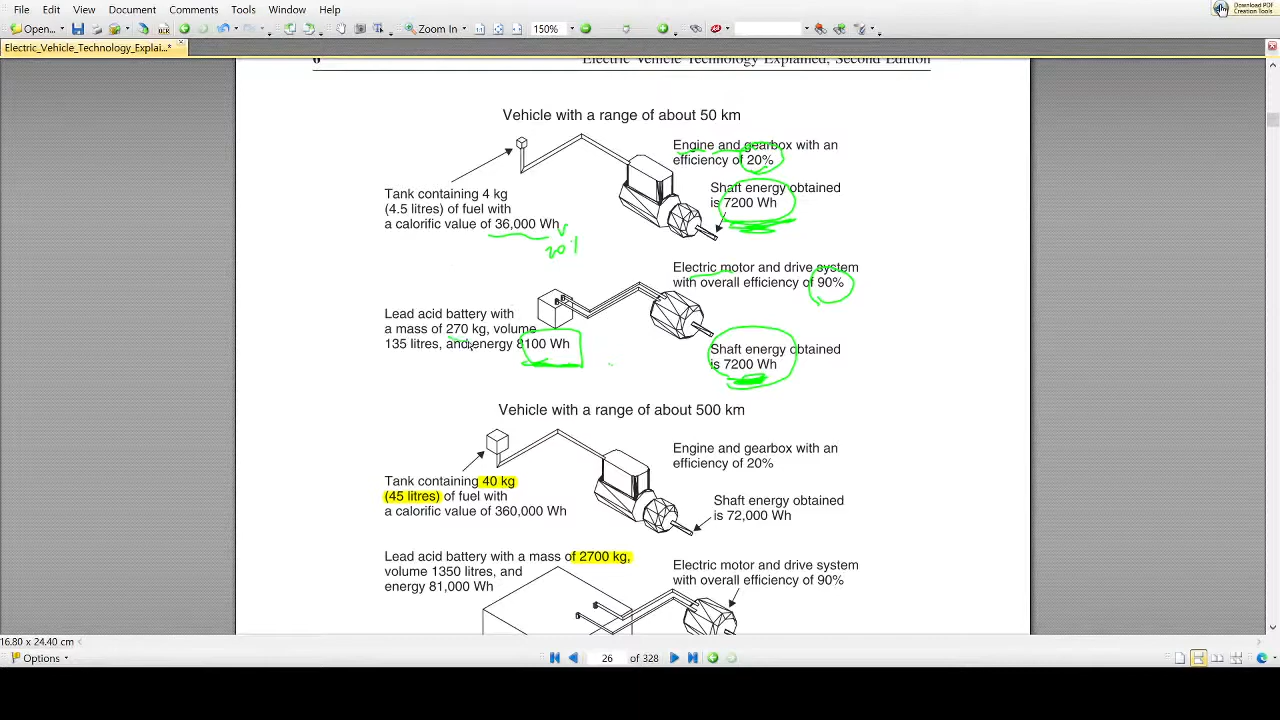 File Edit View Document Comments Tools Window Help
Download PDF
Creation Tools
Open...
Zoom In
150%
Electric_Vehicle_Technology_Explai...*
6 Electric Vehicle Technology Explained, Second Edition
Vehicle with a range of about 50 km
Engine and gearbox with an
efficiency of 20%
Shaft energy obtained
is 7200 Wh
Tank containing 4 kg
(4.5 litres) of fuel with
a calorific value of 36,000 Wh
20%
Electric motor and drive system
with overall efficiency of 90%
Lead acid battery with
a mass of 270 kg, volume
135 litres, and energy 8100 Wh
Shaft energy obtained
is 7200 Wh
Vehicle with a range of about 500 km
Engine and gearbox with an
efficiency of 20%
Tank containing 40 kg
(45 litres) of fuel with
a calorific value of 360,000 Wh
Shaft energy obtained
is 72,000 Wh
Lead acid battery with a mass of 2700 kg,
volume 1350 litres, and
energy 81,000 Wh
Electric motor and drive system
with overall efficiency of 90%
16.80 x 24.40 cm
Options
26 of 328